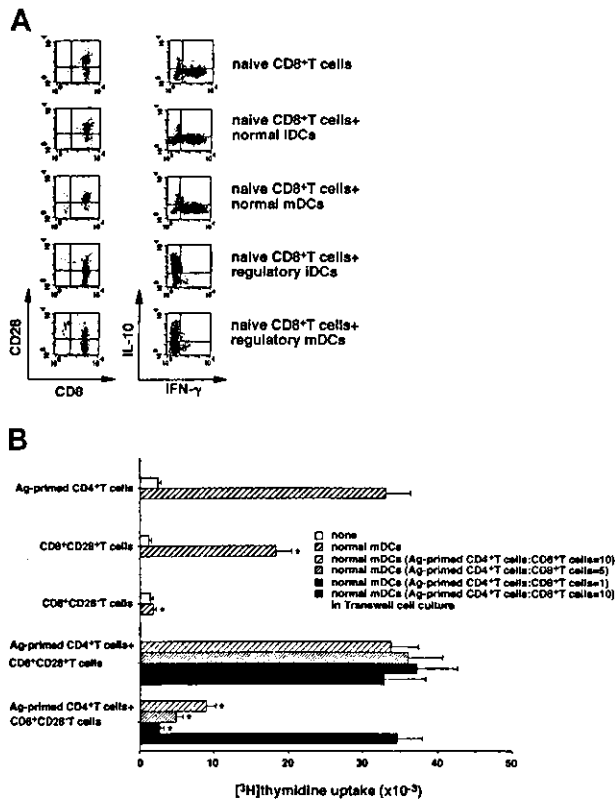 A
naive CD8+T cells
naive CD8+T cells+
normal iDCs
naive CD8+T cells+
normal mDCs
naive CD8+T cells+
regulatory iDCs
naive CD8+T cells+
regulatory mDCs
CD28
CD8
IL-10
IFN-γ
B
Ag-primed CD4+T cells
CD8+CD28+T cells
CD8+CD28-T cells
Ag-primed CD4+T cells+
CD8+CD28+T cells
Ag-primed CD4+T cells+
CD8+CD28-T cells
none
normal mDCs
normal mDCs (Ag-primed CD4+T cells:CD8+T cells=10)
normal mDCs (Ag-primed CD4+T cells:CD8+T cells=5)
normal mDCs (Ag-primed CD4+T cells:CD8+T cells=1)
normal mDCs (Ag-primed CD4+T cells:CD8+T cells=10)
in Transwell cell culture
*
*
*
*
*
0 10 20 30 40 50
[3H]thymidine uptake (x10-3)